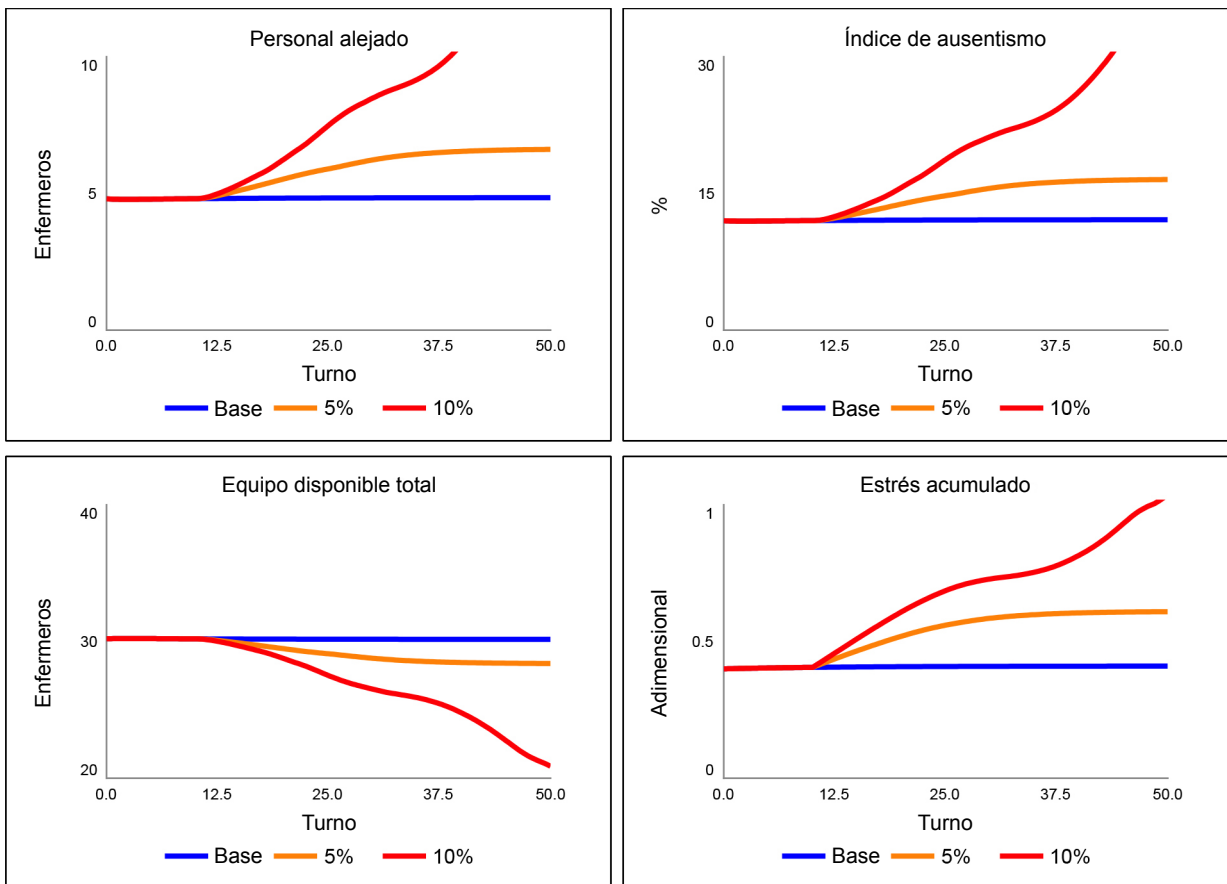 Personal alejado
10
5
0
Enfermeros
0.0 12.5 25.0 37.5 50.0
Turno
Base 5% 10%
Índice de ausentismo
30
15
0
%
0.0 12.5 25.0 37.5 50.0
Turno
Base 5% 10%
Equipo disponible total
40
30
20
Enfermeros
0.0 12.5 25.0 37.5 50.0
Turno
Base 5% 10%
Estrés acumulado
1
0.5
0
Adimensional
0.0 12.5 25.0 37.5 50.0
Turno
Base 5% 10%